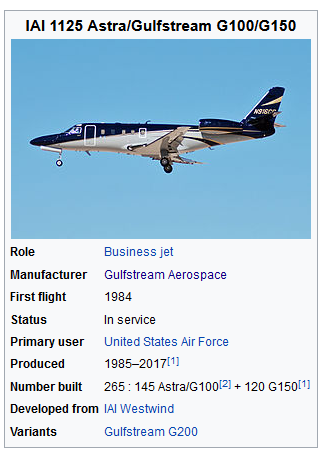 IAI 1125 Astra/Gulfstream G100/G150
Role Business jet
Manufacturer Gulfstream Aerospace
First flight 1984
Status In service
Primary user United States Air Force
Produced 1985–2017[1]
Number built 265 : 145 Astra/G100[2] + 120 G150[1]
Developed from IAI Westwind
Variants Gulfstream G200